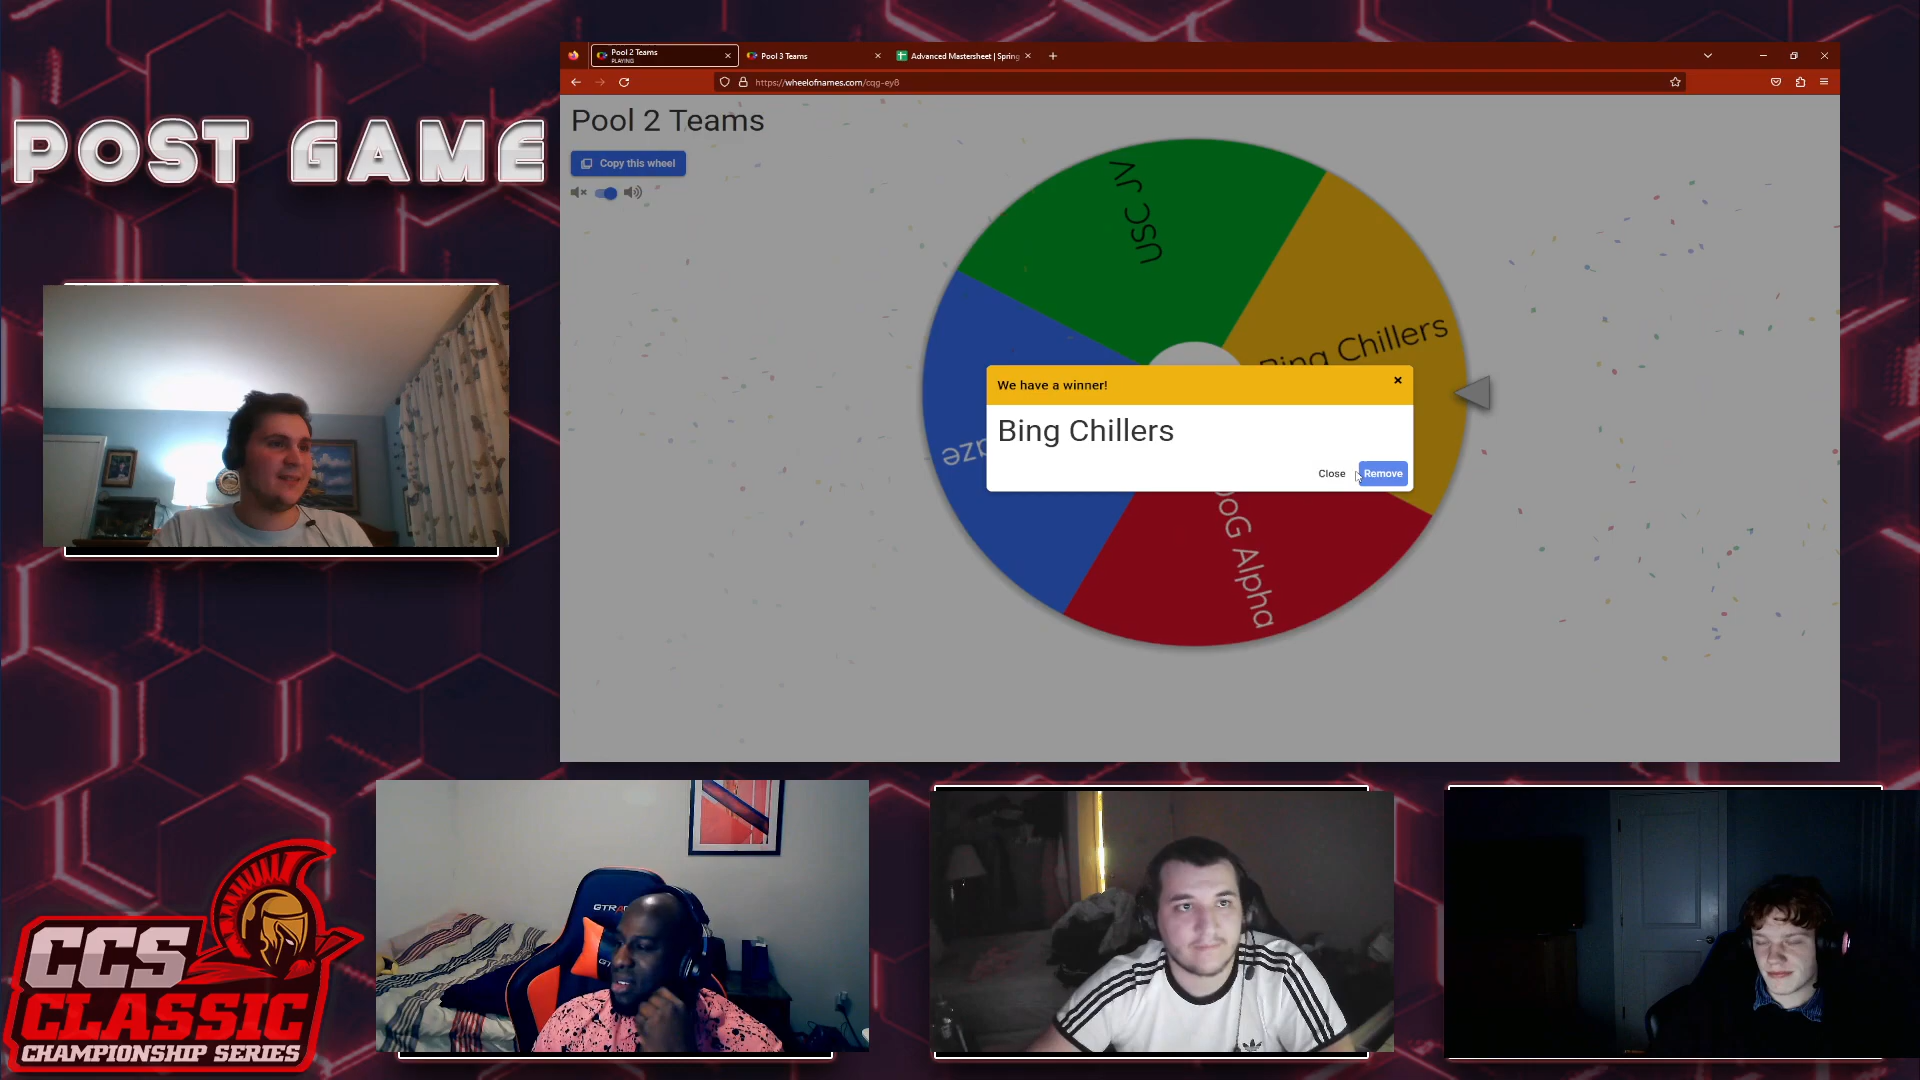 POST GAME
Pool 2 Teams
PLAYING
Pool 3 Teams
Advanced Mastersheet | Spring
https://wheelofnames.com/cqg-ey8
Pool 2 Teams
Copy this wheel
USC JV
Bing Chillers
We have a winner!
Bing Chillers
Close
Remove
Alpha
CCS
CLASSIC
CHAMPIONSHIP SERIES